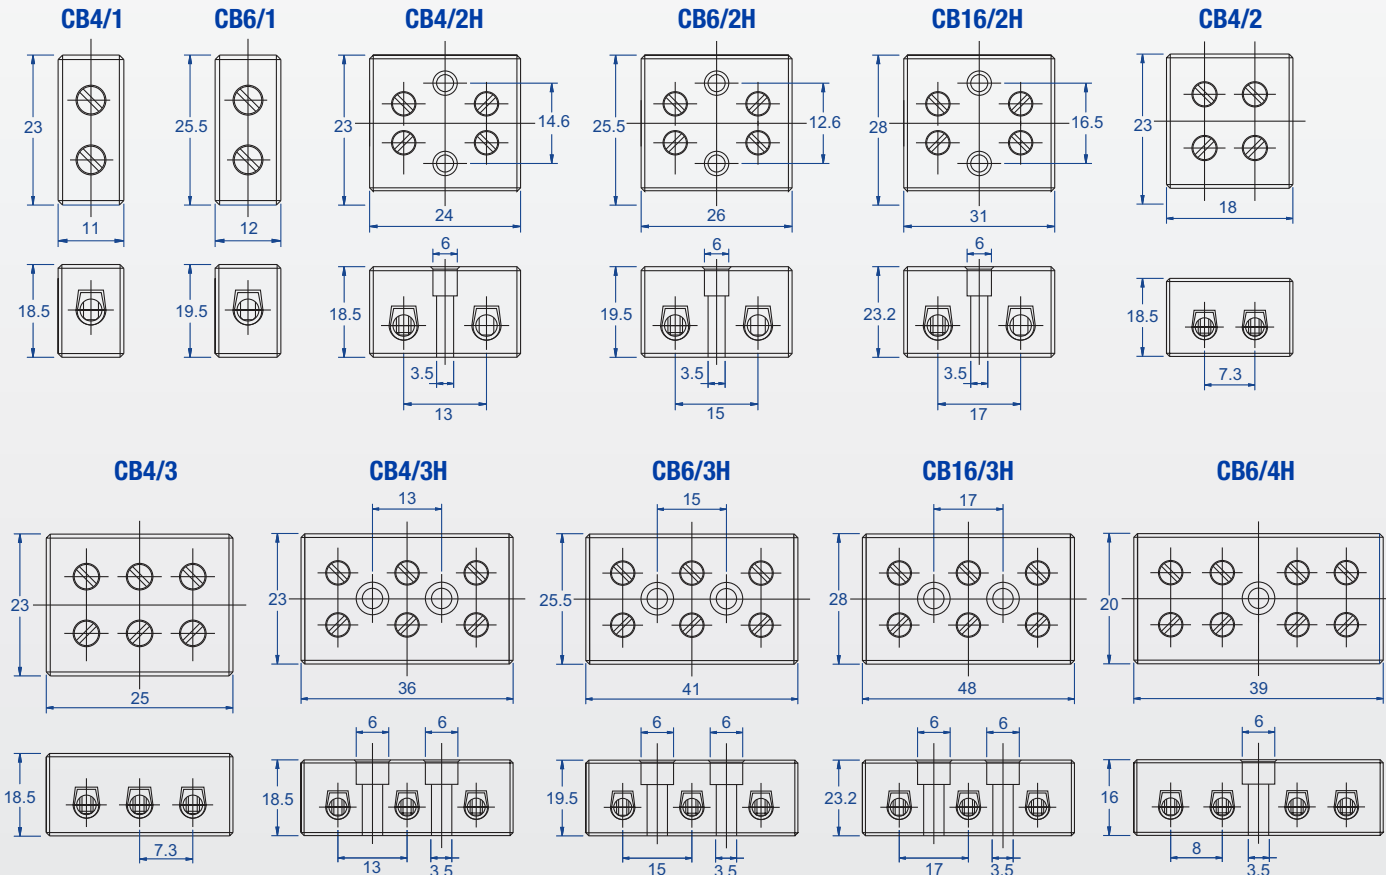 CB4/1 CB6/1 CB4/2H CB6/2H CB16/2H CB4/2
23 25.5 23 14.6 25.5 12.6 28 16.5 23
11 12 24 26 31 18
6 6 6
18.5 19.5 18.5 19.5 23.2 18.5
3.5 3.5 3.5 7.3
13 15 17
CB4/3 CB4/3H CB6/3H CB16/3H CB6/4H
13 15 17
23 23 25.5 28 20
25 36 41 48 39
6 6 6 6 6 6 6
18.5 18.5 19.5 23.2 16
7.3 13 3.5 15 3.5 17 3.5 8 3.5